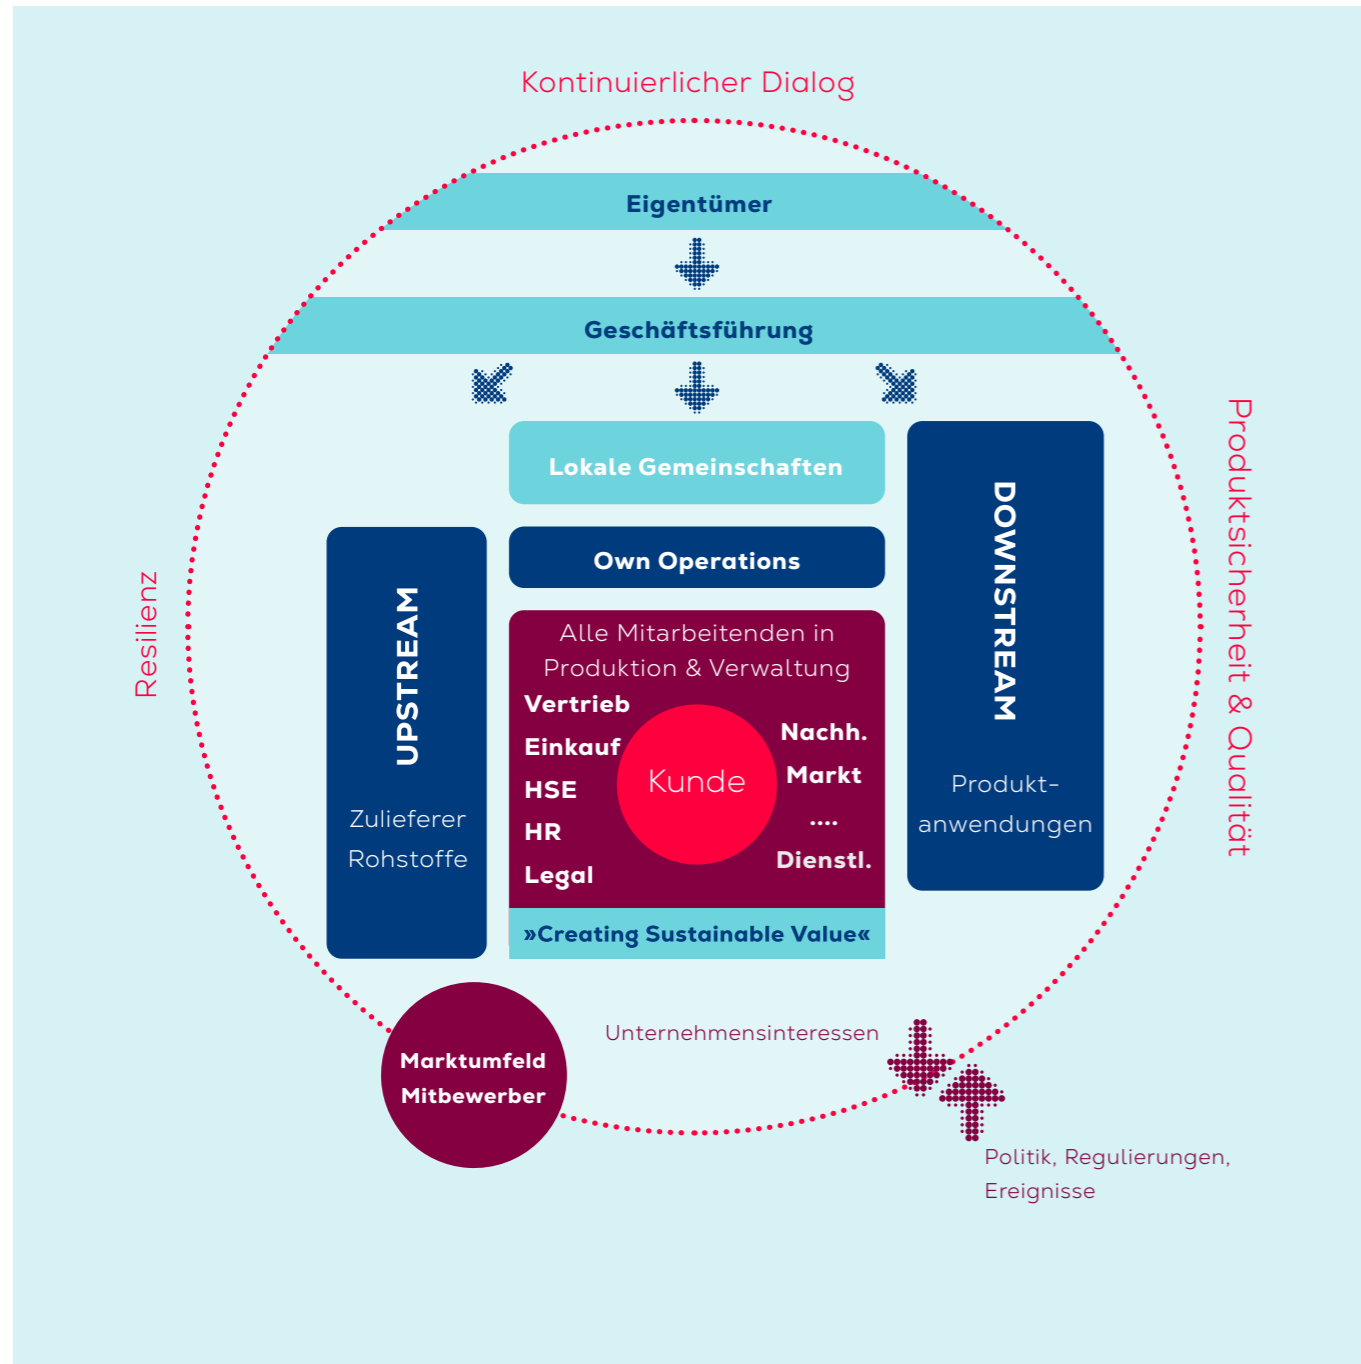 Kontinuierlicher Dialog
Eigentümer
Geschäftsführung
Resilienz
UPSTREAM
Zulieferer
Rohstoffe
Lokale Gemeinschaften
Own Operations
Alle Mitarbeitenden in
Produktion & Verwaltung
Vertrieb
Einkauf
HSE
HR
Legal
Kunde
Nachh.
Markt
....
Dienstl.
»Creating Sustainable Value«
DOWNSTREAM
Produkt-
anwendungen
Produktsicherheit & Qualität
Marktumfeld
Mitbewerber
Unternehmensinteressen
Politik, Regulierungen,
Ereignisse